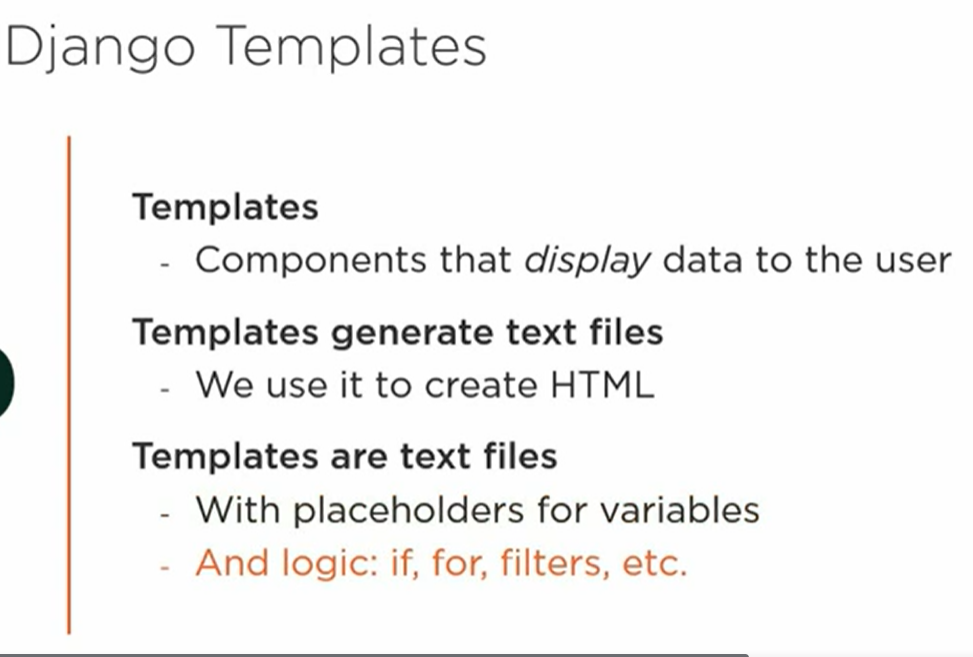 Django Templates
Templates
- Components that display data to the user
Templates generate text files
- We use it to create HTML
Templates are text files
- With placeholders for variables
- And logic: if, for, filters, etc.